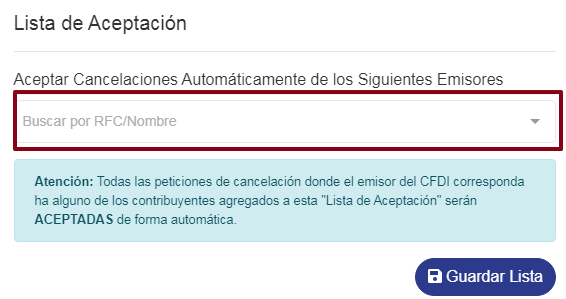 Lista de Aceptación
Aceptar Cancelaciones Automáticamente de los Siguientes Emisores
Buscar por RFC/Nombre
Atención: Todas las peticiones de cancelación donde el emisor del CFDI corresponda
ha alguno de los contribuyentes agregados a esta "Lista de Aceptación" serán
ACEPTADAS de forma automática.
Guardar Lista